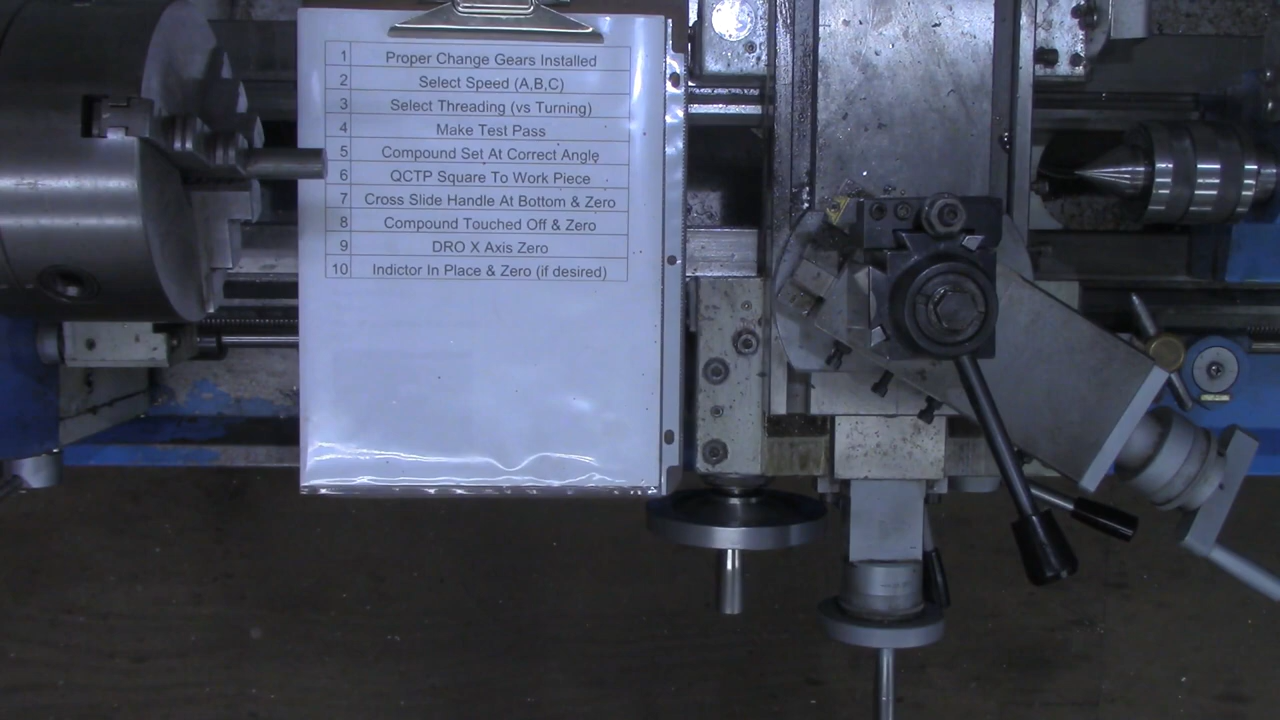 1 Proper Change Gears Installed
2 Select Speed (A,B,C)
3 Select Threading (vs Turning)
4 Make Test Pass
5 Compound Set At Correct Angle
6 QCTP Square To Work Piece
7 Cross Slide Handle At Bottom & Zero
8 Compound Touched Off & Zero
9 DRO X Axis Zero
10 Indictor In Place & Zero (if desired)